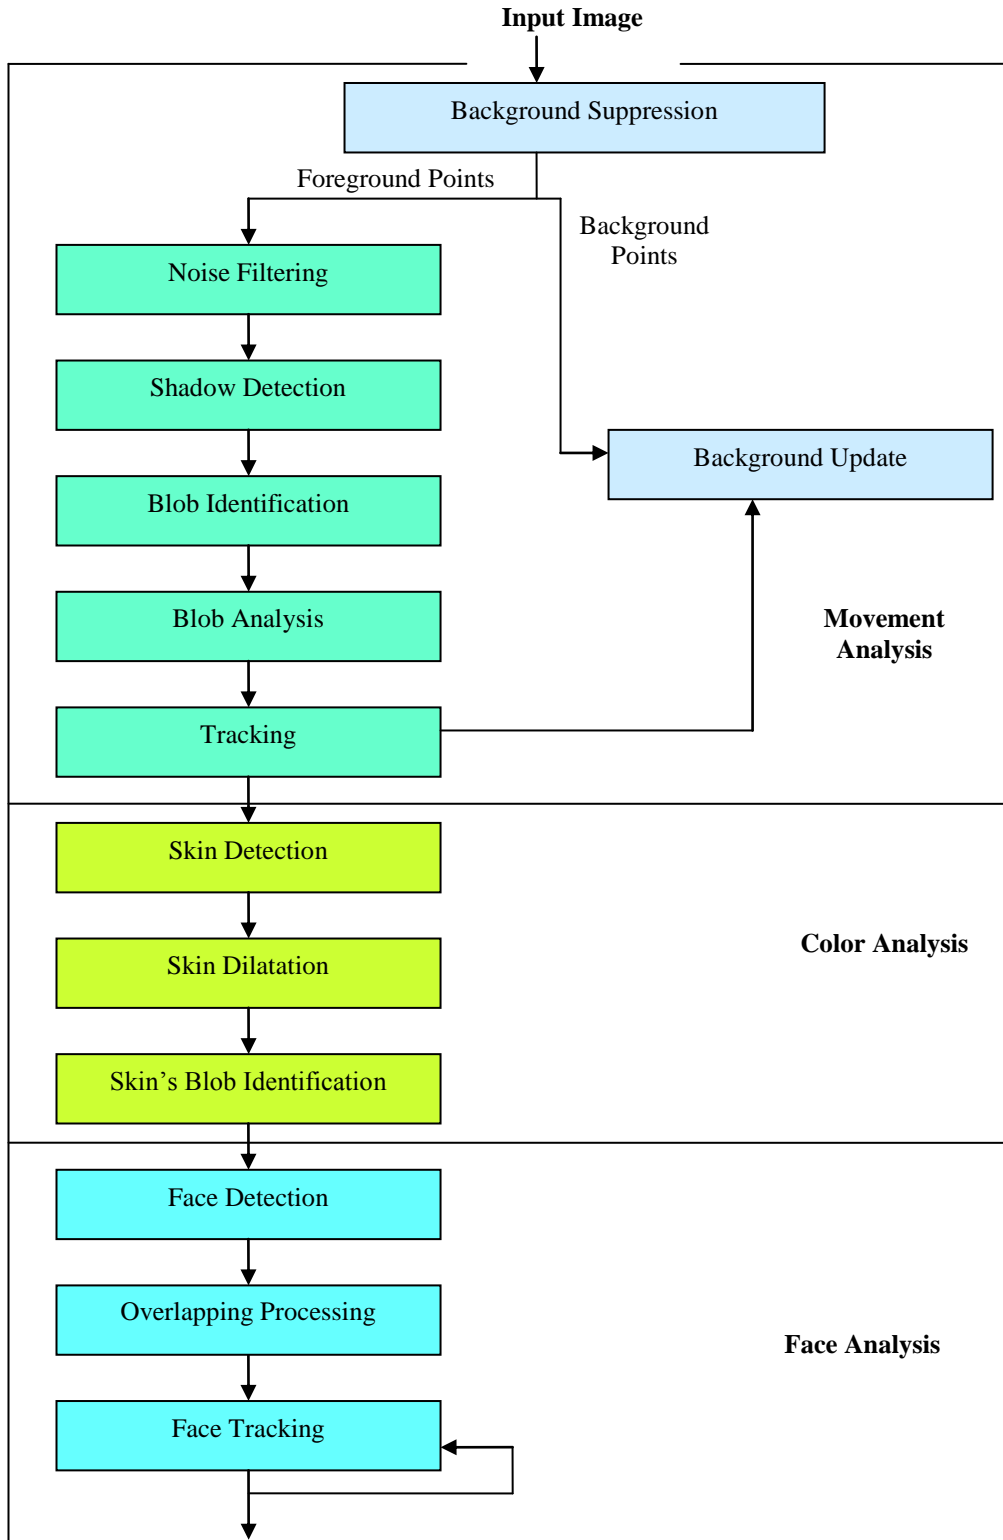 Input Image
Background Suppression
Foreground Points
Background
Points
Noise Filtering
Shadow Detection
Background Update
Blob Identification
Blob Analysis
Movement
Analysis
Tracking
Skin Detection
Color Analysis
Skin Dilatation
Skin’s Blob Identification
Face Detection
Overlapping Processing
Face Analysis
Face Tracking